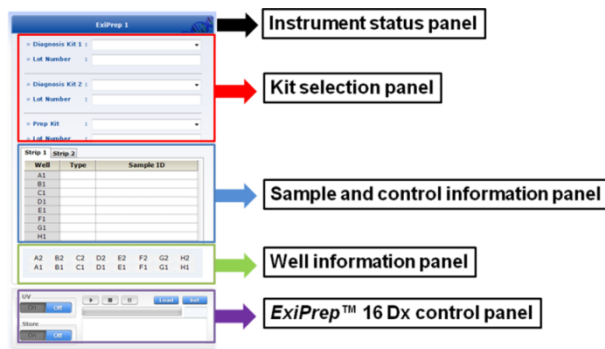 ExiPrep 1
Instrument status panel
Diagnosis Kit 1 :
Lot Number :
Diagnosis Kit 2 :
Lot Number :
Prep Kit :
Lot Number
Kit selection panel
Strip 1 Strip 2
Well Type Sample ID
A1
B1
C1
D1
E1
F1
G1
H1
Sample and control information panel
A2 B2 C2 D2 E2 F2 G2 H2
A1 B1 C1 D1 E1 F1 G1 H1
Well information panel
UV
On Off
Load Set
Store
On Off
ExiPrep™ 16 Dx control panel